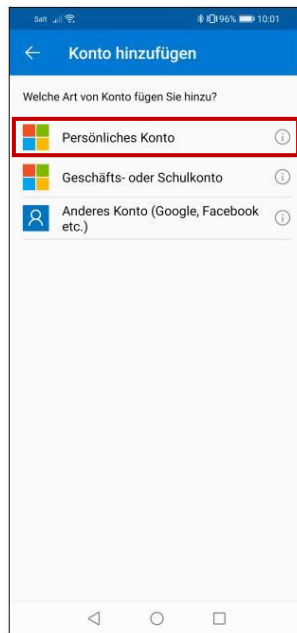 Salt 96% 10:01
Konto hinzufügen
Welche Art von Konto fügen Sie hinzu?
Persönliches Konto
Geschäfts- oder Schulkonto
Anderes Konto (Google, Facebook
etc.)